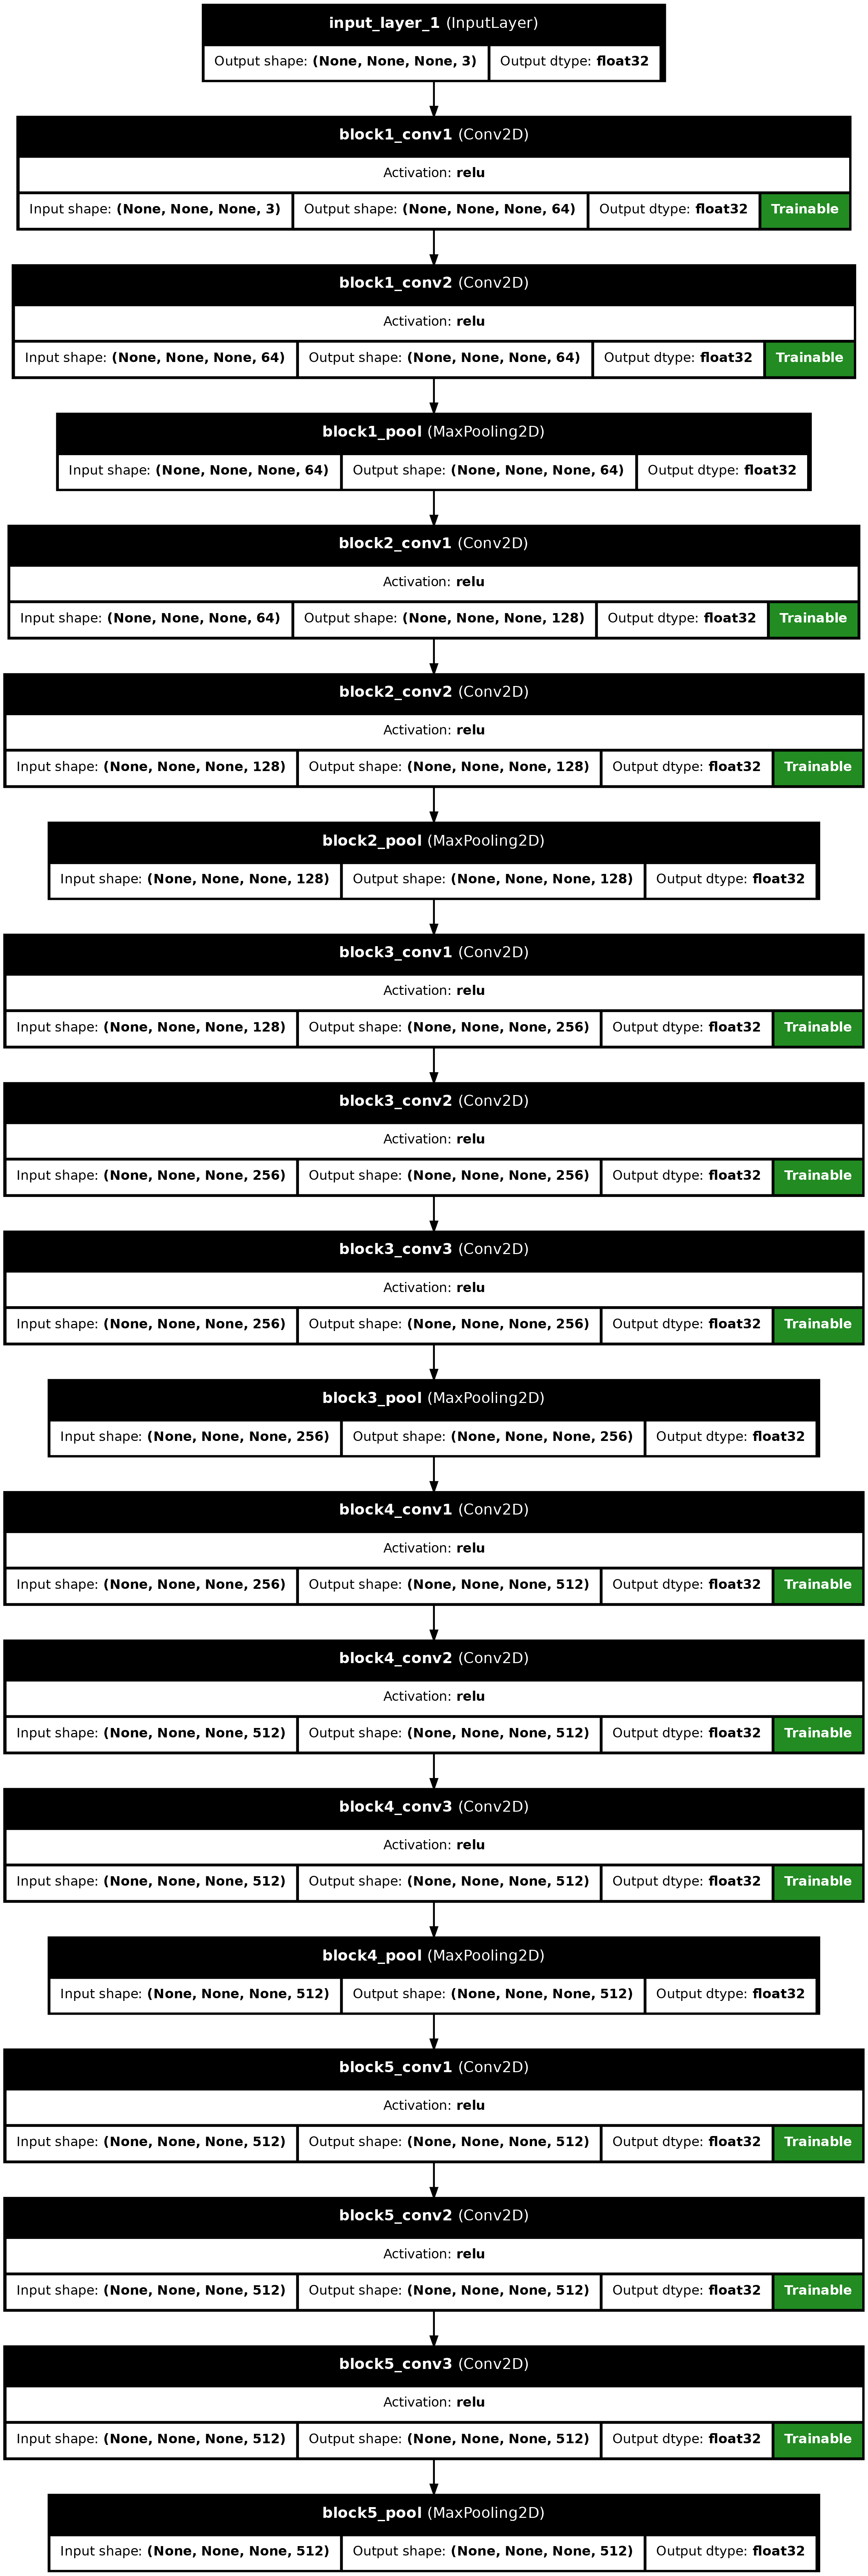 input_layer_1 (InputLayer)
Output shape: (None, None, None, 3) Output dtype: float32
block1_conv1 (Conv2D)
Activation: relu
Input shape: (None, None, None, 3) Output shape: (None, None, None, 64) Output dtype: float32 Trainable
block1_conv2 (Conv2D)
Activation: relu
Input shape: (None, None, None, 64) Output shape: (None, None, None, 64) Output dtype: float32 Trainable
block1_pool (MaxPooling2D)
Input shape: (None, None, None, 64) Output shape: (None, None, None, 64) Output dtype: float32
block2_conv1 (Conv2D)
Activation: relu
Input shape: (None, None, None, 64) Output shape: (None, None, None, 128) Output dtype: float32 Trainable
block2_conv2 (Conv2D)
Activation: relu
Input shape: (None, None, None, 128) Output shape: (None, None, None, 128) Output dtype: float32 Trainable
block2_pool (MaxPooling2D)
Input shape: (None, None, None, 128) Output shape: (None, None, None, 128) Output dtype: float32
block3_conv1 (Conv2D)
Activation: relu
Input shape: (None, None, None, 128) Output shape: (None, None, None, 256) Output dtype: float32 Trainable
block3_conv2 (Conv2D)
Activation: relu
Input shape: (None, None, None, 256) Output shape: (None, None, None, 256) Output dtype: float32 Trainable
block3_conv3 (Conv2D)
Activation: relu
Input shape: (None, None, None, 256) Output shape: (None, None, None, 256) Output dtype: float32 Trainable
block3_pool (MaxPooling2D)
Input shape: (None, None, None, 256) Output shape: (None, None, None, 256) Output dtype: float32
block4_conv1 (Conv2D)
Activation: relu
Input shape: (None, None, None, 256) Output shape: (None, None, None, 512) Output dtype: float32 Trainable
block4_conv2 (Conv2D)
Activation: relu
Input shape: (None, None, None, 512) Output shape: (None, None, None, 512) Output dtype: float32 Trainable
block4_conv3 (Conv2D)
Activation: relu
Input shape: (None, None, None, 512) Output shape: (None, None, None, 512) Output dtype: float32 Trainable
block4_pool (MaxPooling2D)
Input shape: (None, None, None, 512) Output shape: (None, None, None, 512) Output dtype: float32
block5_conv1 (Conv2D)
Activation: relu
Input shape: (None, None, None, 512) Output shape: (None, None, None, 512) Output dtype: float32 Trainable
block5_conv2 (Conv2D)
Activation: relu
Input shape: (None, None, None, 512) Output shape: (None, None, None, 512) Output dtype: float32 Trainable
block5_conv3 (Conv2D)
Activation: relu
Input shape: (None, None, None, 512) Output shape: (None, None, None, 512) Output dtype: float32 Trainable
block5_pool (MaxPooling2D)
Input shape: (None, None, None, 512) Output shape: (None, None, None, 512) Output dtype: float32